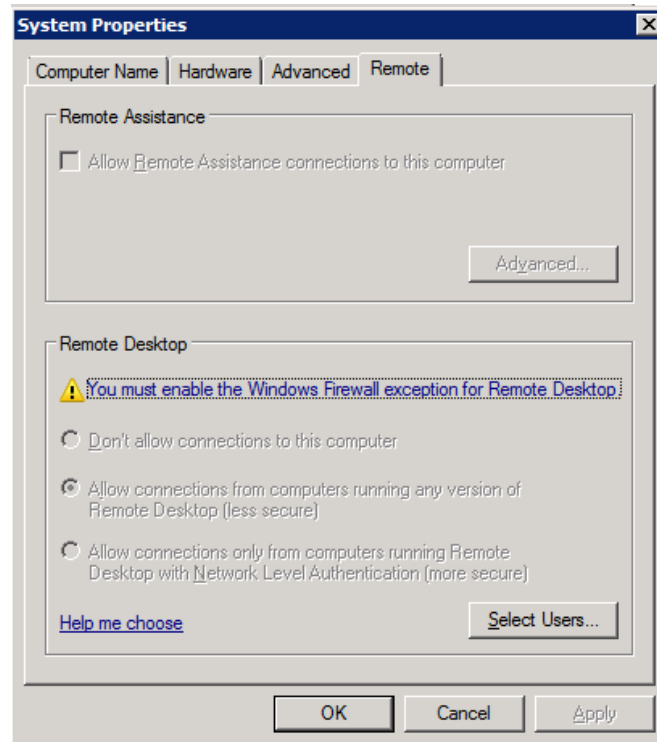 System Properties
Computer Name
Hardware
Advanced
Remote
Remote Assistance
Allow Remote Assistance connections to this computer
Advanced...
Remote Desktop
You must enable the Windows Firewall exception for Remote Desktop
Don't allow connections to this computer
Allow connections from computers running any version of
Remote Desktop (less secure)
Allow connections only from computers running Remote
Desktop with Network Level Authentication (more secure)
Help me choose
Select Users...
OK
Cancel
Apply